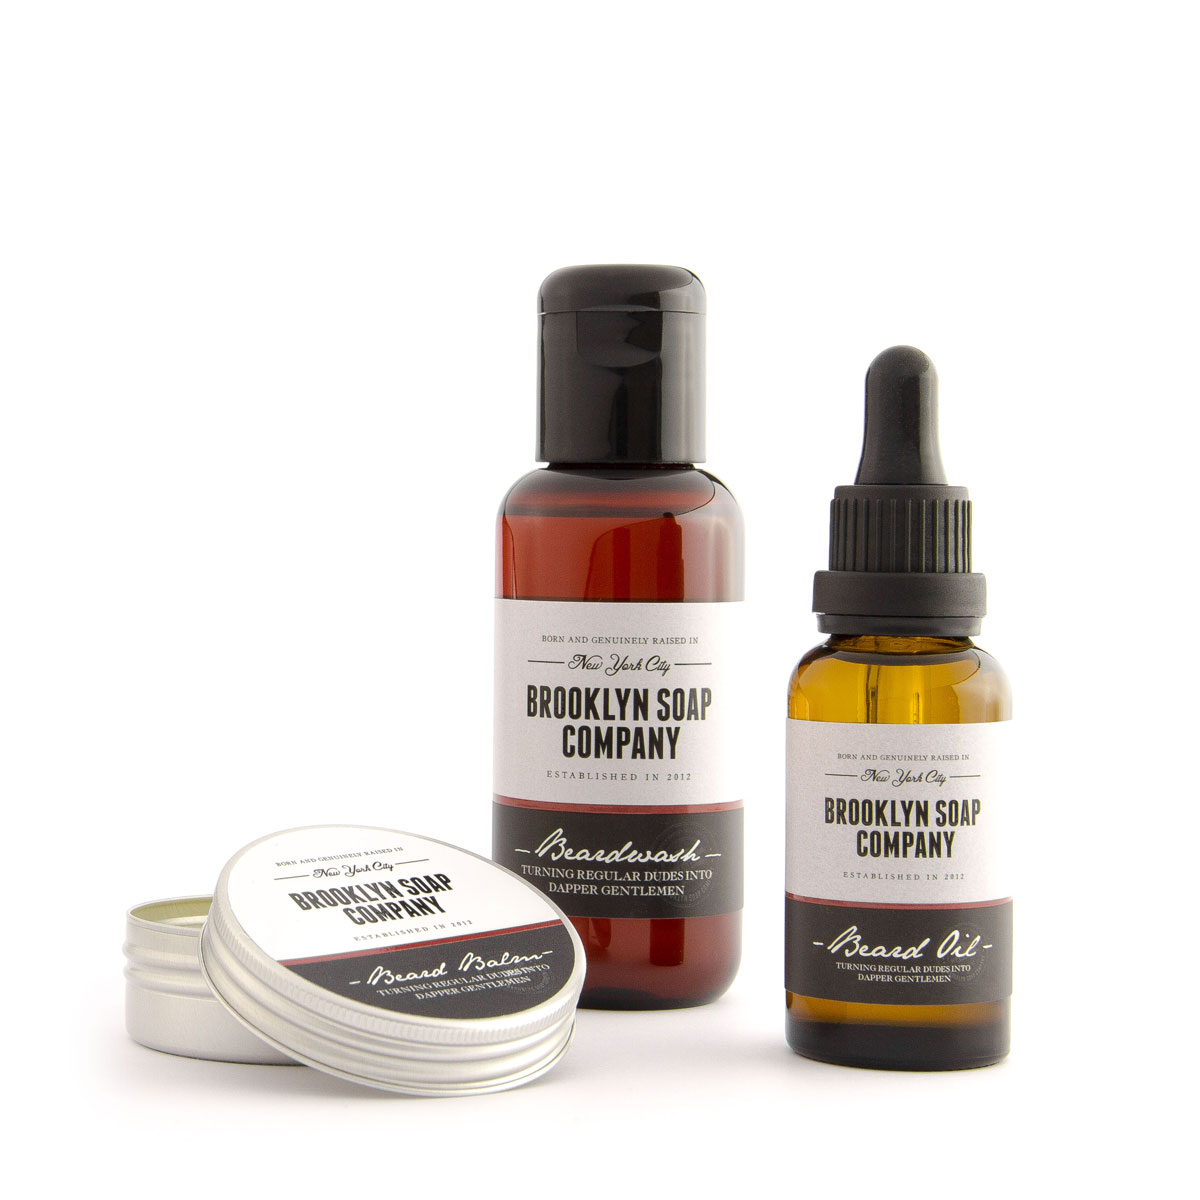 BORN AND GENUINELY RAISED IN
New York City
BROOKLYN SOAP
COMPANY
ESTABLISHED IN 2012
Beardwash
TURNING REGULAR DUDES INTO
DAPPER GENTLEMEN
BORN AND GENUINELY RAISED IN
New York City
BROOKLYN SOAP
COMPANY
ESTABLISHED IN 2012
Beard Oil
TURNING REGULAR DUDES INTO
DAPPER GENTLEMEN
BORN AND GENUINELY RAISED IN
New York City
BROOKLYN SOAP
COMPANY
ESTABLISHED IN 2012
Beard Balm
TURNING REGULAR DUDES INTO
DAPPER GENTLEMEN